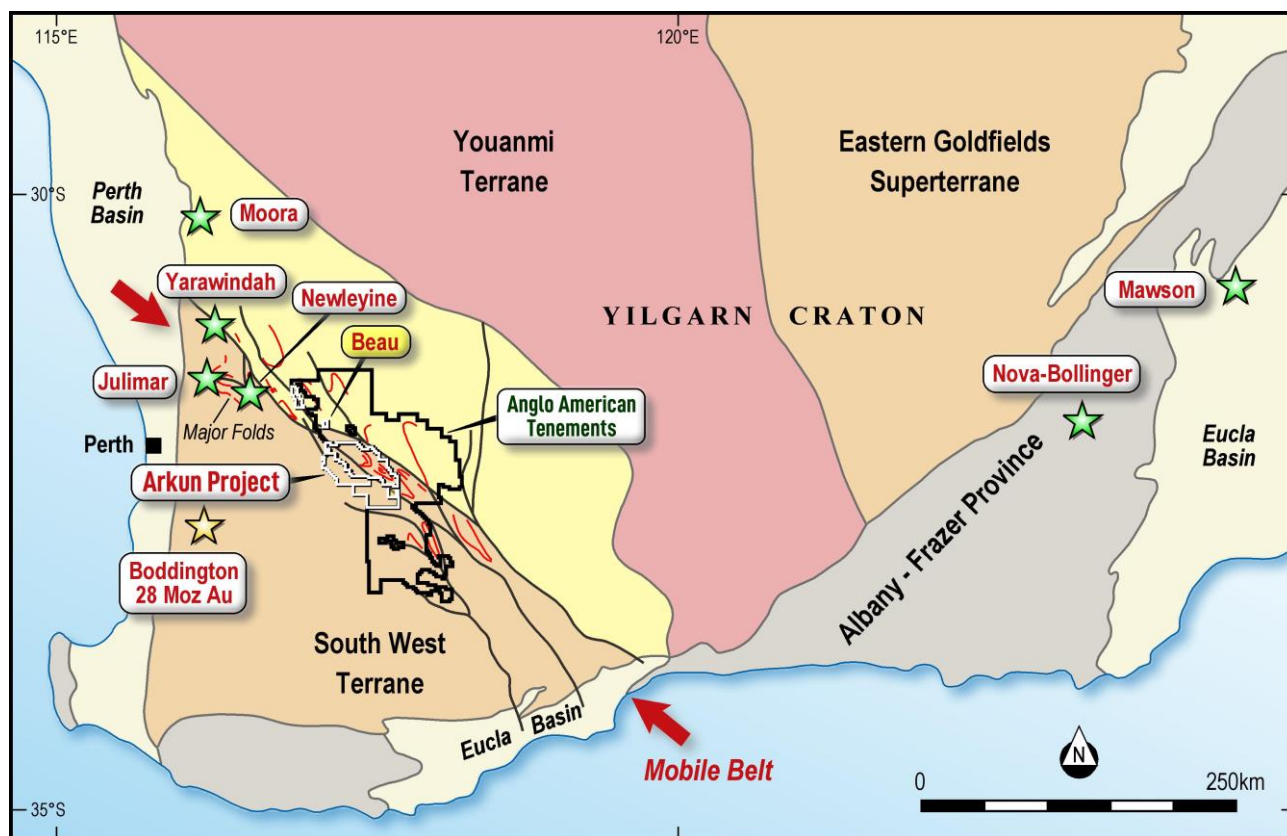 115°E
120°E
Youanmi
Terrane
Eastern Goldfields
Superterrane
Perth
Basin
30°S
Moora
Yarawindah
Newleyine
Mawson
YILGARN CRATON
Beau
Julimar
Nova-Bollinger
Anglo American
Tenements
Major Folds
Perth
Eucla
Basin
Arkun Project
Albany - Frazer Province
Boddington
28 Moz Au
South West
Terrane
Eucla Basin
Mobile Belt
N
0 250km
35°S